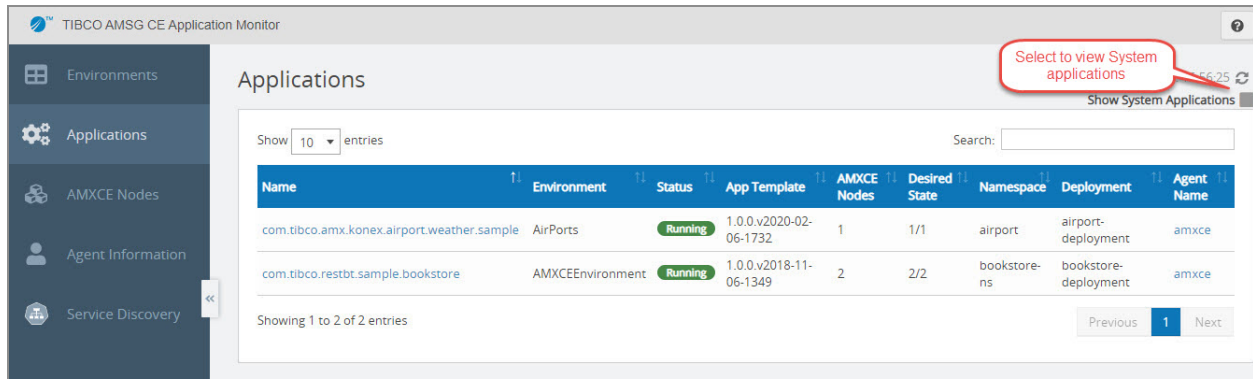 TIBCO AMSG CE Application Monitor
Environments
Applications
AMXCE Nodes
Agent Information
Service Discovery
Applications
Select to view System
applications
56:25
Show System Applications
Show 10 entries
Search:
Name Environment Status App Template AMXCE Nodes Desired State Namespace Deployment Agent Name
com.tibco.amx.konex.airport.weather.sample AirPorts Running 1.0.0.v2020-02-06-1732 1 1/1 airport airport-deployment amxce
com.tibco.restbt.sample.bookstore AMXCEEnvironment Running 1.0.0.v2018-11-06-1349 2 2/2 bookstore-ns bookstore-deployment amxce
Showing 1 to 2 of 2 entries
Previous 1 Next